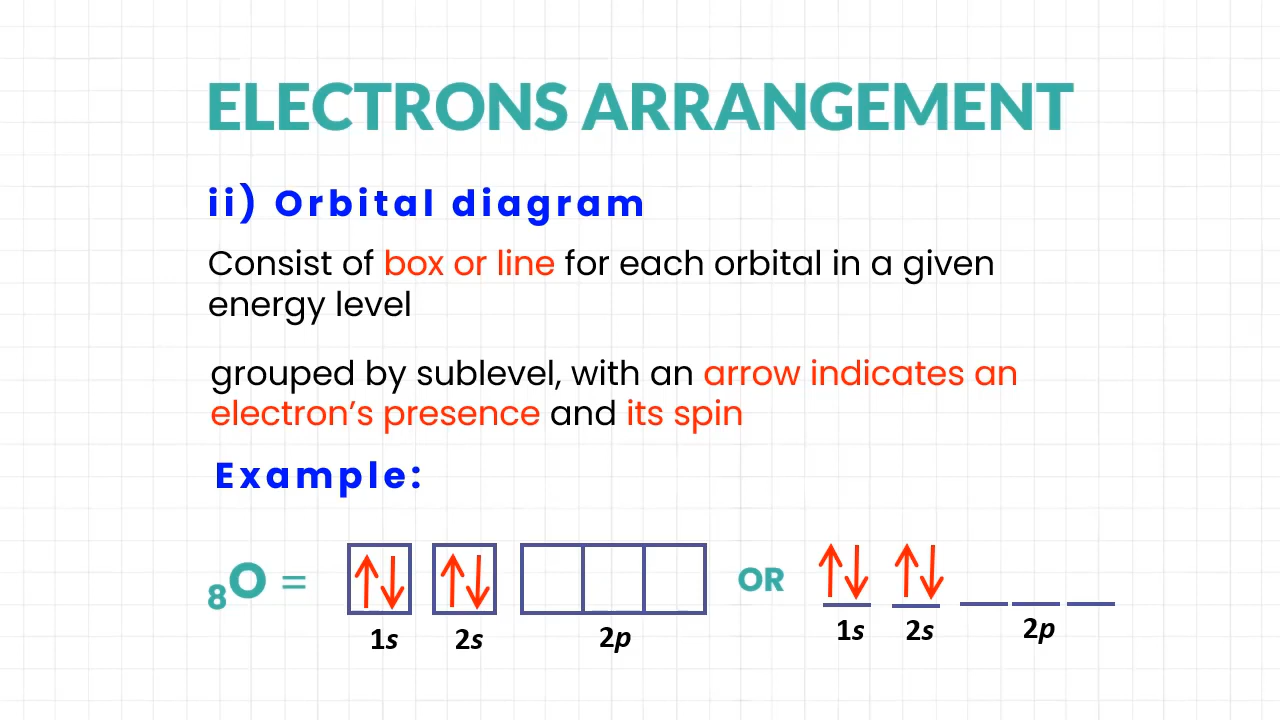 ELECTRONS ARRANGEMENT
ii) Orbital diagram
Consist of box or line for each orbital in a given
energy level
grouped by sublevel, with an arrow indicates an
electron’s presence and its spin
Example:
₈O = OR
1s 2s 2p 1s 2s 2p